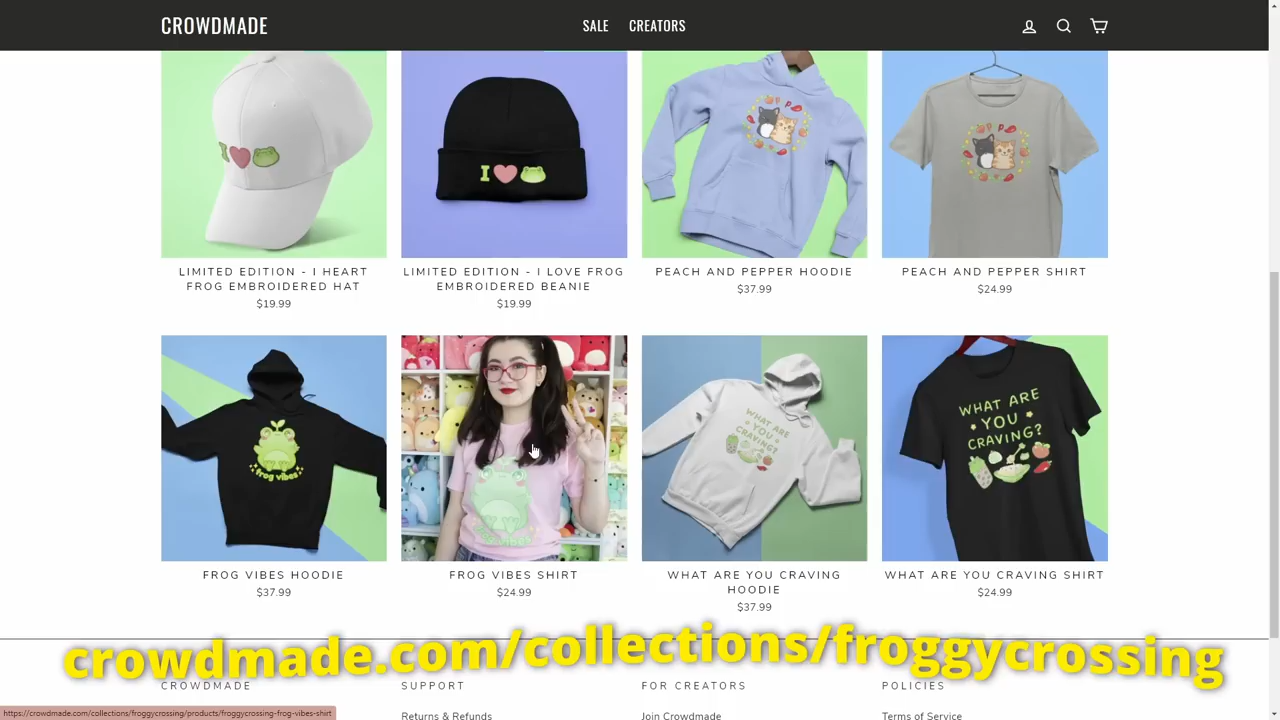 CROWDMADE
SALE
CREATORS
I
I
LIMITED EDITION - I HEART
FROG EMBROIDERED HAT
$19.99
LIMITED EDITION - I LOVE FROG
EMBROIDERED BEANIE
$19.99
PEACH AND PEPPER HOODIE
$37.99
PEACH AND PEPPER SHIRT
$24.99
frog vibes
frog vibes
WHAT ARE
YOU
CRAVING?
WHAT ARE
YOU
CRAVING?
FROG VIBES HOODIE
$37.99
FROG VIBES SHIRT
$24.99
WHAT ARE YOU CRAVING
HOODIE
$37.99
WHAT ARE YOU CRAVING SHIRT
$24.99
crowdmade.com/collections/froggycrossing
CROWDMADE
SUPPORT
FOR CREATORS
POLICIES
https://crowdmade.com/collections/froggycrossing/products/froggycrossing-frog-vibes-shirt
Returns & Refunds
Join Crowdmade
Terms of Service